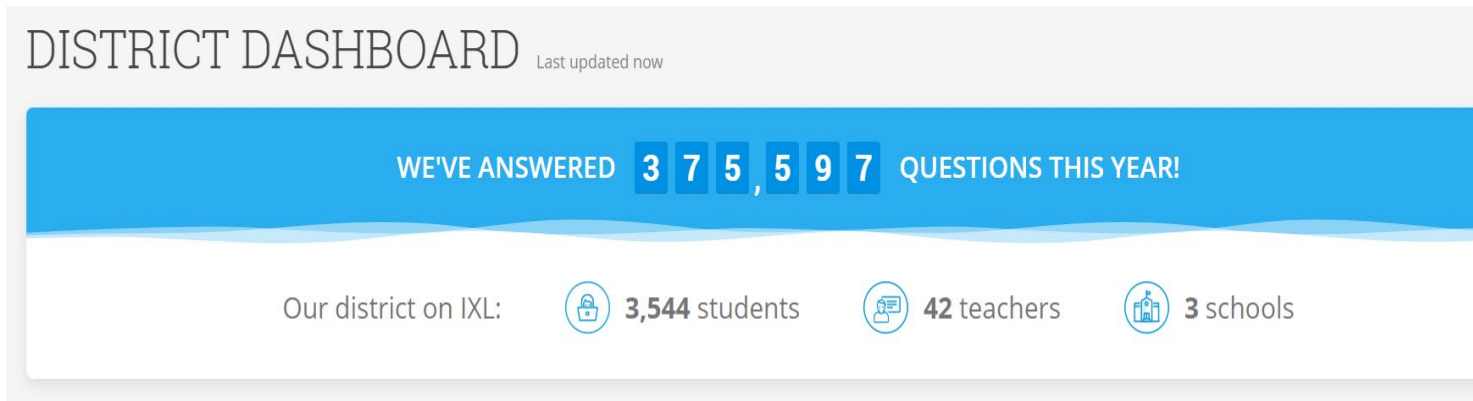 DISTRICT DASHBOARD Last updated now
WE'VE ANSWERED 375,597 QUESTIONS THIS YEAR!
Our district on IXL: 3,544 students 42 teachers 3 schools